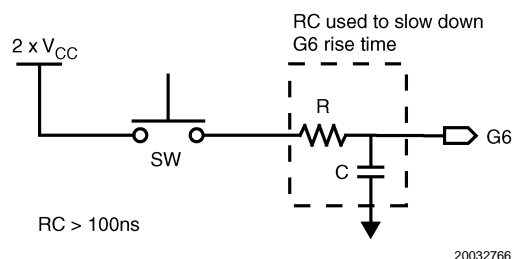 RC used to slow down
G6 rise time
2 x VCC
R
G6
SW
C
RC > 100ns
20032766